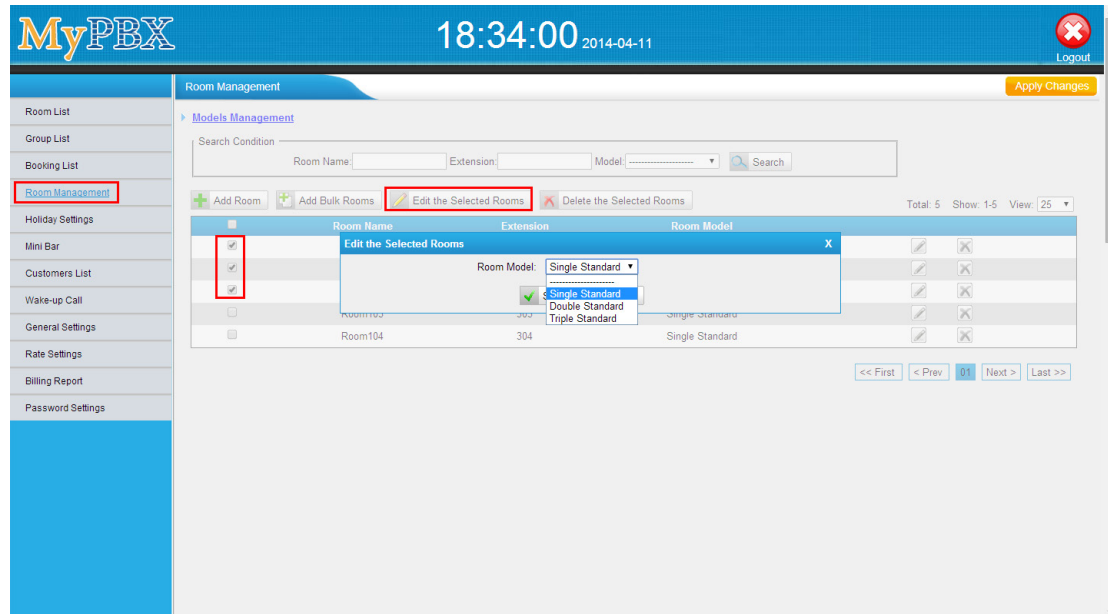 MyPBX
18:34:00 2014-04-11
Logout
Room Management
Apply Changes
Room List
Group List
Booking List
Room Management
Holiday Settings
Mini Bar
Customers List
Wake-up Call
General Settings
Rate Settings
Billing Report
Password Settings
Models Management
Search Condition
Room Name: Extension: Model: --------------------- Search
Add Room Add Bulk Rooms Edit the Selected Rooms Delete the Selected Rooms
Total: 5 Show: 1-5 View: 25
Room Name Extension Room Model
Edit the Selected Rooms X
Room Model: Single Standard
---------------------
Single Standard
Double Standard
Triple Standard
Room103 303 Single Standard
Room104 304 Single Standard
<< First < Prev 01 Next > Last >>